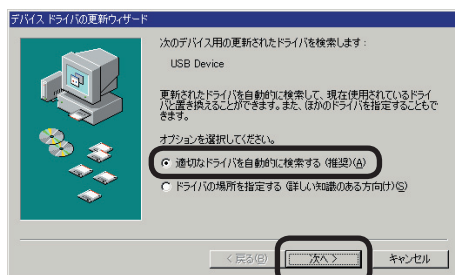 デバイス ドライバの更新ウィザード
次のデバイス用の更新されたドライバを検索します：
USB Device
更新されたドライバを自動的に検索して、現在使用されているドライ
バと置き換えることができます。また、ほかのドライバを指定することもで
きます。
オプションを選択してください。
適切なドライバを自動的に検索する (推奨)(A)
ドライバの場所を指定する (詳しい知識のある方向け)(S)
< 戻る(B) 次へ > キャンセル